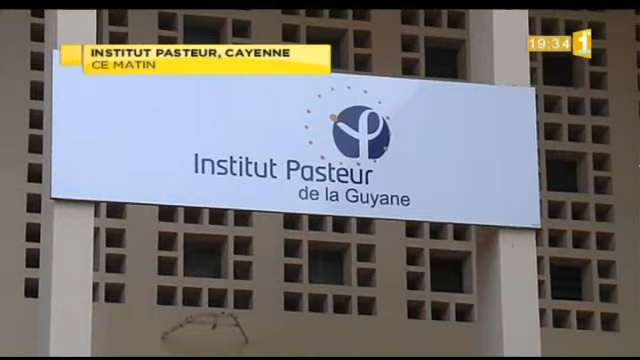 INSTITUT PASTEUR, CAYENNE
CE MATIN
19:34 1
Institut Pasteur
de la Guyane